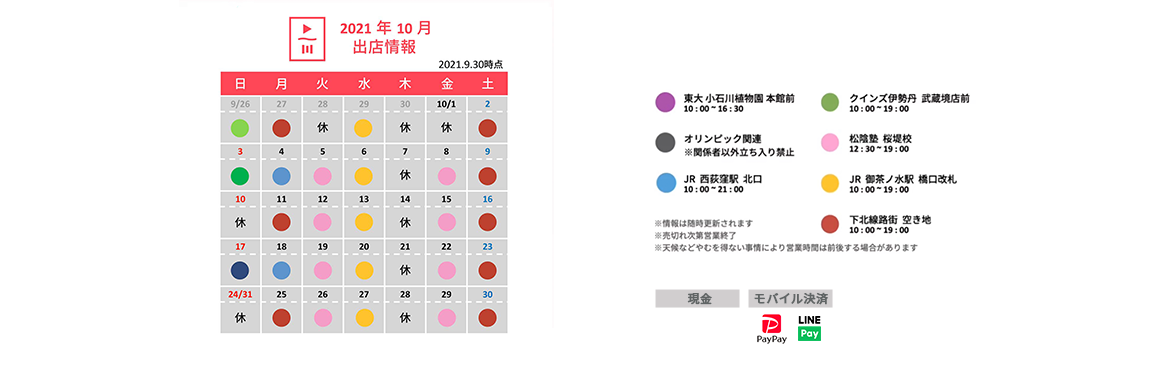 2021 年 10 月
出店情報
2021.9.30時点
日 月 火 水 木 金 土
9/26 27 28 29 30 10/1 2
休 休 休
3 4 5 6 7 8 9
休
10 11 12 13 14 15 16
休 休
17 18 19 20 21 22 23
休
24/31 25 26 27 28 29 30
休 休
東大 小石川植物園 本館前
10 : 00 ~ 16 : 30
オリンピック関連
※関係者以外立ち入り禁止
JR 西荻窪駅 北口
10 : 00 ~ 21 : 00
クインズ伊勢丹 武蔵境店前
10 : 00 ~ 19 : 00
松陰塾 桜堤校
12 : 30 ~ 19 : 00
JR 御茶ノ水駅 橋口改札
10 : 00 ~ 19 : 00
下北線路街 空き地
10 : 00 ~ 19 : 00
※情報は随時更新されます
※売切れ次第営業終了
※天候などやむを得ない事情により営業時間は前後する場合があります
現金 モバイル決済
PayPay
LINE
Pay